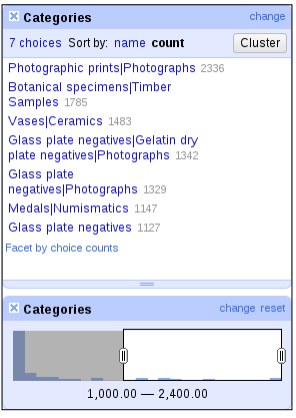 Categories change
7 choices Sort by: name count Cluster
Photographic prints|Photographs 2336
Botanical specimens|Timber
Samples 1785
Vases|Ceramics 1483
Glass plate negatives|Gelatin dry
plate negatives|Photographs 1342
Glass plate
negatives|Photographs 1329
Medals|Numismatics 1147
Glass plate negatives 1127
Facet by choice counts
Categories change reset
1,000.00 — 2,400.00